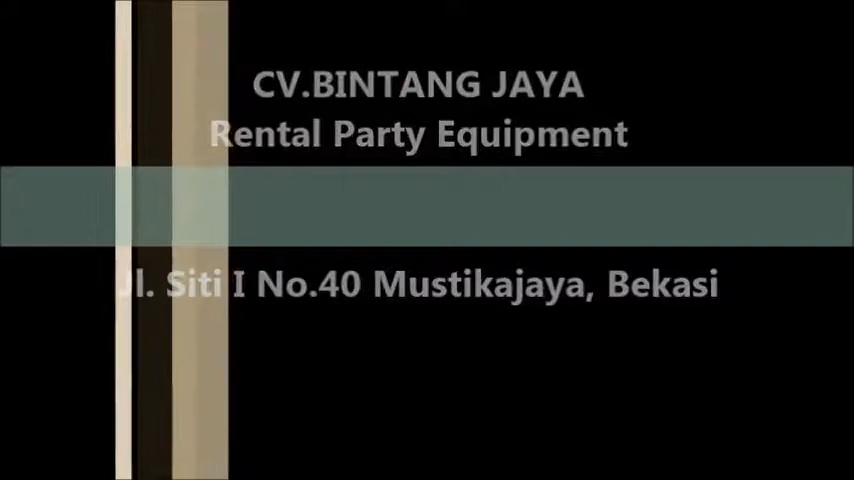 CV.BINTANG JAYA
Rental Party Equipment
Jl. Siti I No.40 Mustikajaya, Bekasi